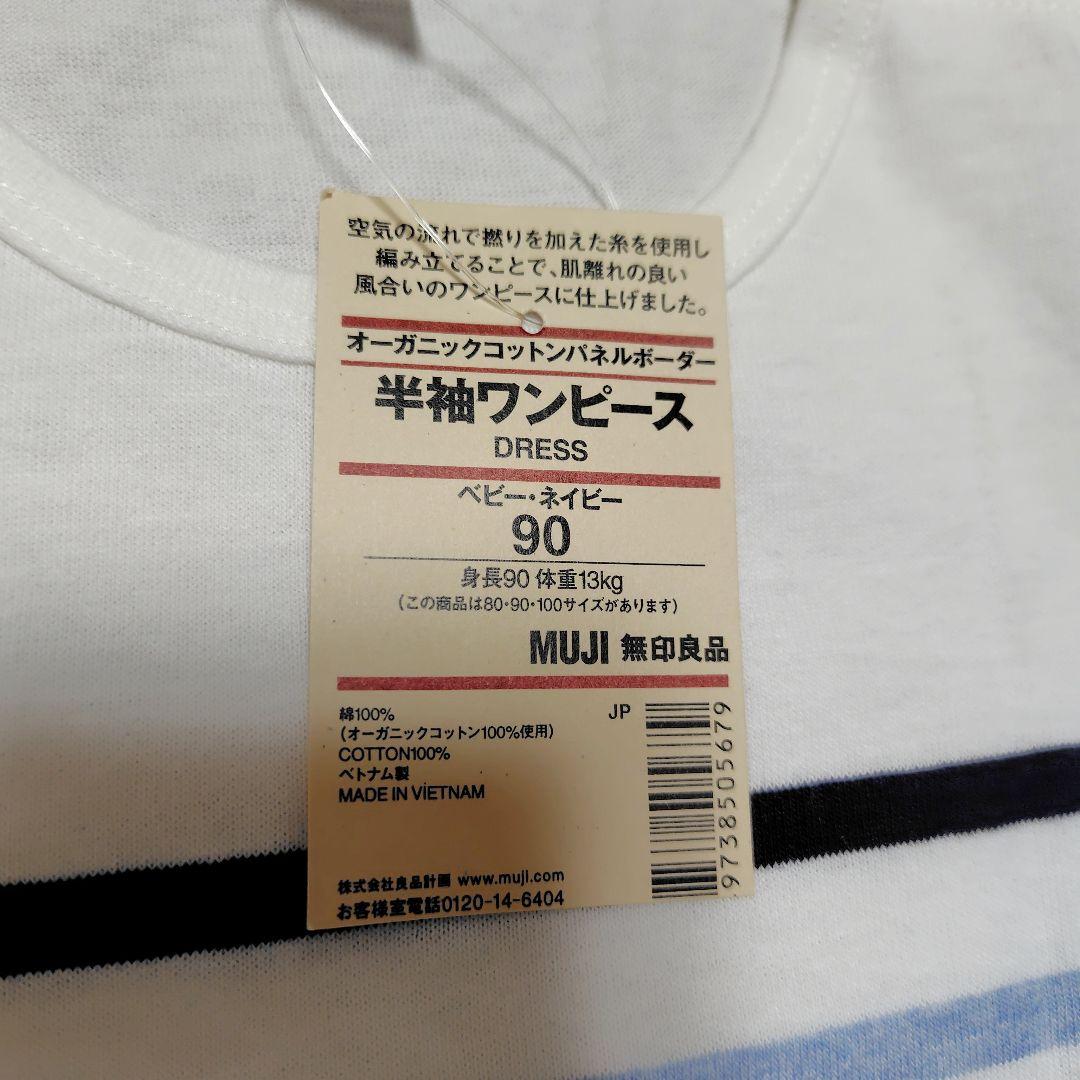 空気の流れで撚りを加えた糸を使用し
編み立てることで、肌離れの良い
風合いのワンピースに仕上げました。
オーガニックコットンパネルボーダー
半袖ワンピース
DRESS
ベビー・ネイビー
90
身長90 体重13kg
(この商品は80・90・100サイズがあります)
MUJI 無印良品
綿100%
(オーガニックコットン100%使用)
COTTON100%
ベトナム製
MADE IN ViETNAM
JP
973850567​9
株式会社良品計画 www.muji.com
お客様室電話0120-14-6404